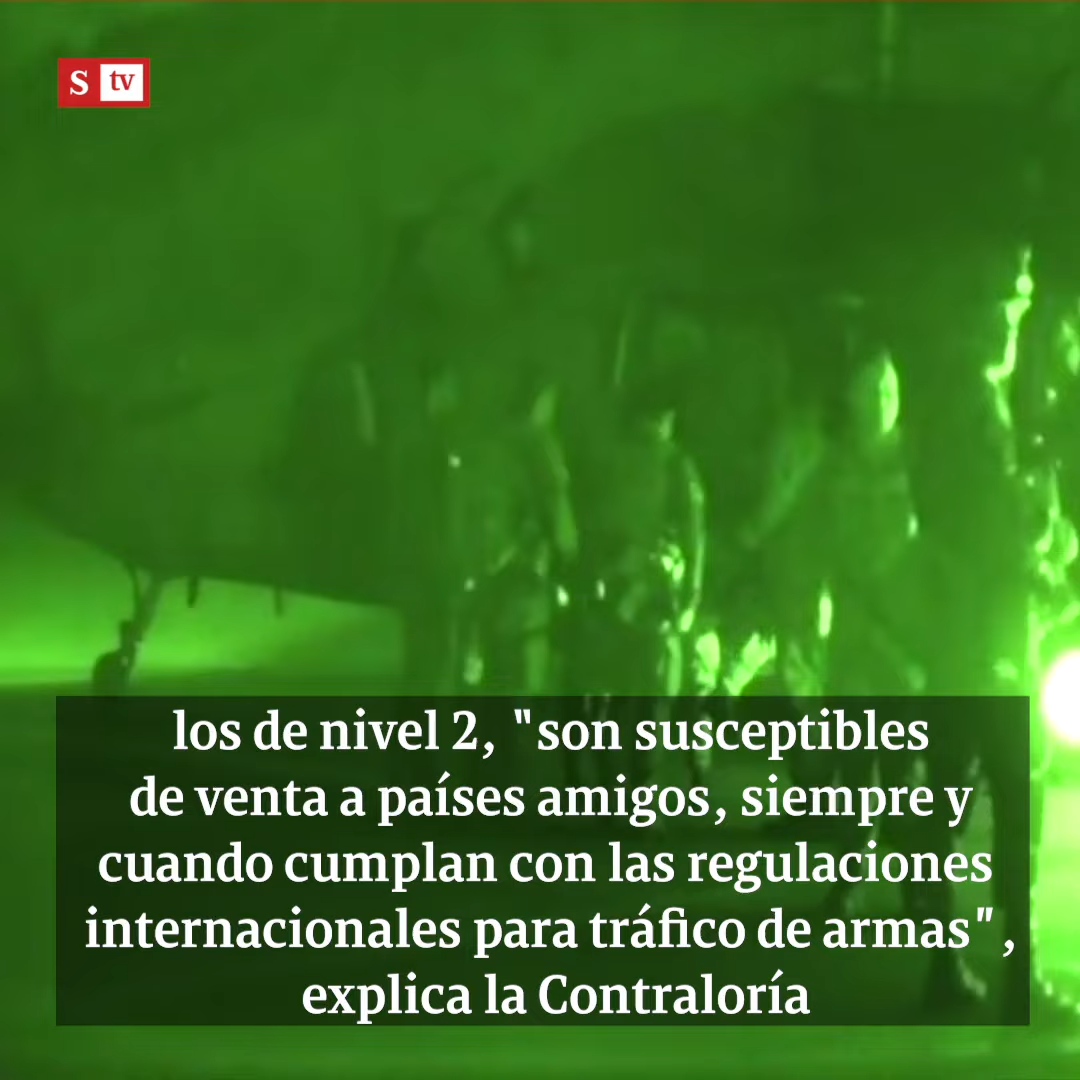 S tv
los de nivel 2, "son susceptibles
de venta a países amigos, siempre y
cuando cumplan con las regulaciones
internacionales para tráfico de armas",
explica la Contraloría